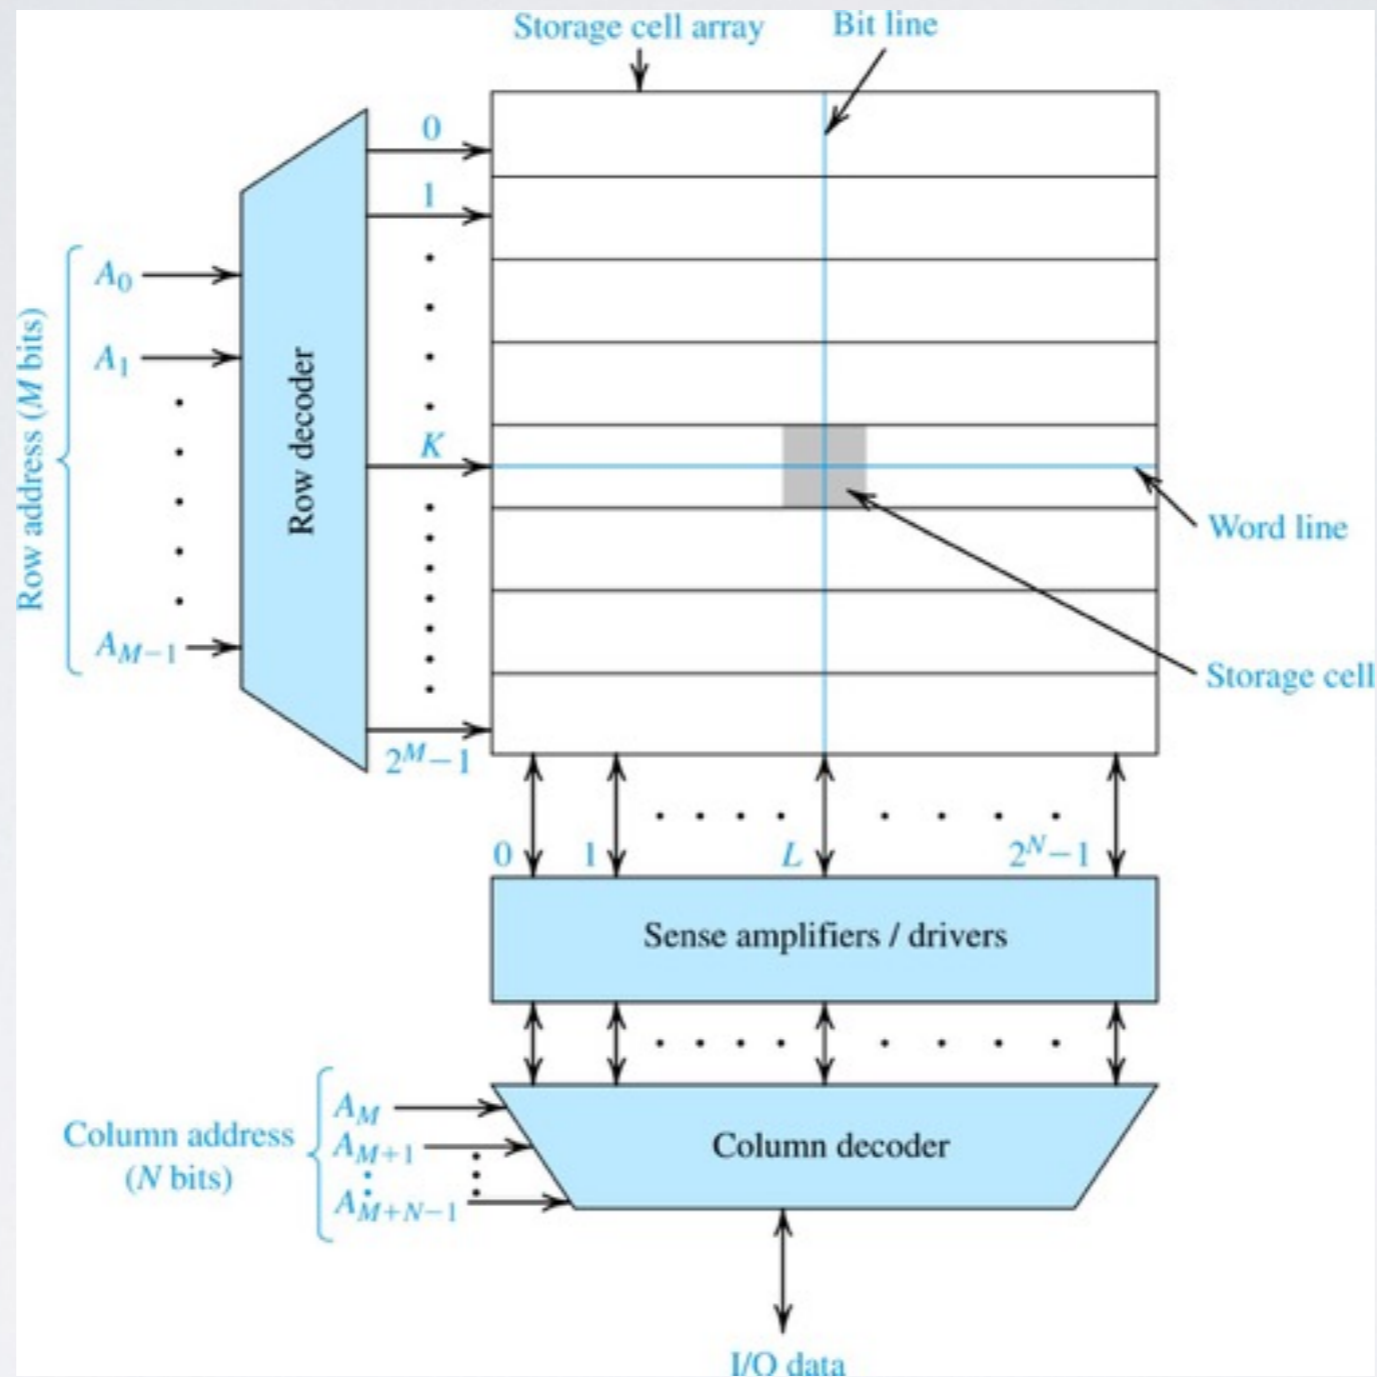 Storage cell array
Bit line
0
1
A0
A1
Row address (M bits)
Row decoder
K
Word line
AM−1
Storage cell
2^M−1
0
1
L
2^N−1
Sense amplifiers / drivers
AM
Column address
(N bits)
AM+1
Column decoder
AM+N−1
I/O data